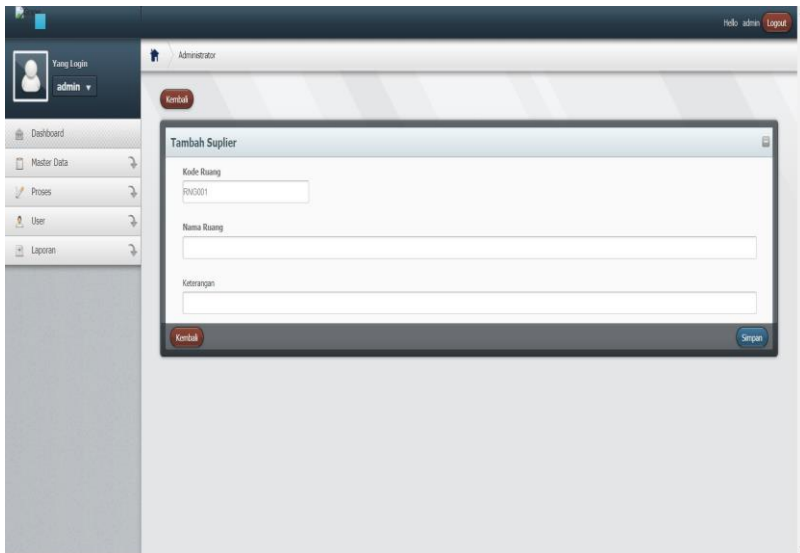 Hello admin Logout
Yang Login
admin
Administrator
Kembali
Dashboard
Master Data
Proses
User
Laporan
Tambah Suplier
Kode Ruang
RNG001
Nama Ruang
Keterangan
Kembali
Simpan